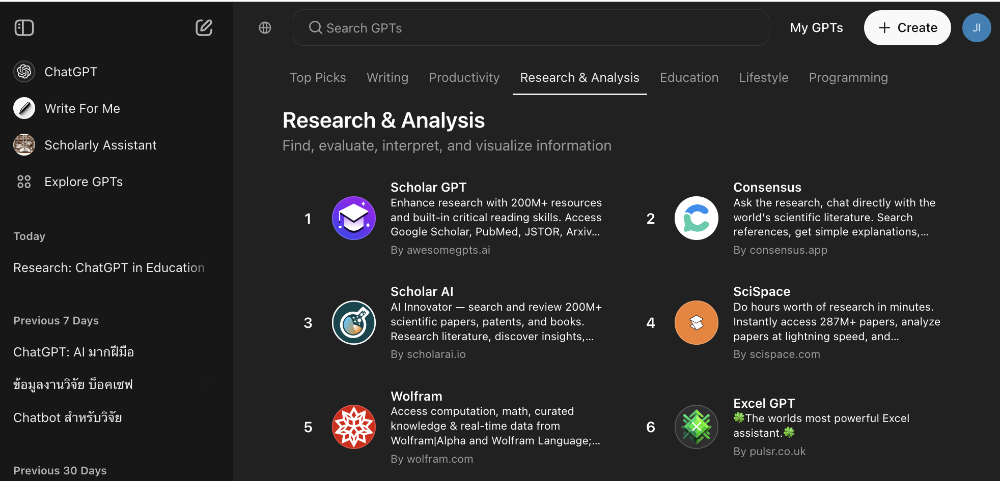 Search GPTs
My GPTs
Create
JI
ChatGPT
Write For Me
Scholarly Assistant
Explore GPTs
Today
Research: ChatGPT in Education
Previous 7 Days
ChatGPT: AI มากฝีมือ
ข้อมูลงานวิจัย บ็อคเชฟ
Chatbot สำหรับวิจัย
Previous 30 Days
Top Picks
Writing
Productivity
Research & Analysis
Education
Lifestyle
Programming
Research & Analysis
Find, evaluate, interpret, and visualize information
1
Scholar GPT
Enhance research with 200M+ resources
and built-in critical reading skills. Access
Google Scholar, PubMed, JSTOR, Arxiv...
By awesomegpts.ai
2
Consensus
Ask the research, chat directly with the
world's scientific literature. Search
references, get simple explanations,...
By consensus.app
3
Scholar AI
AI Innovator — search and review 200M+
scientific papers, patents, and books.
Research literature, discover insights,...
By scholarai.io
4
SciSpace
Do hours worth of research in minutes.
Instantly access 287M+ papers, analyze
papers at lightning speed, and...
By scispace.com
5
Wolfram
Access computation, math, curated
knowledge & real-time data from
Wolfram|Alpha and Wolfram Language;...
By wolfram.com
6
Excel GPT
🍀The worlds most powerful Excel
assistant.🍀
By pulsr.co.uk